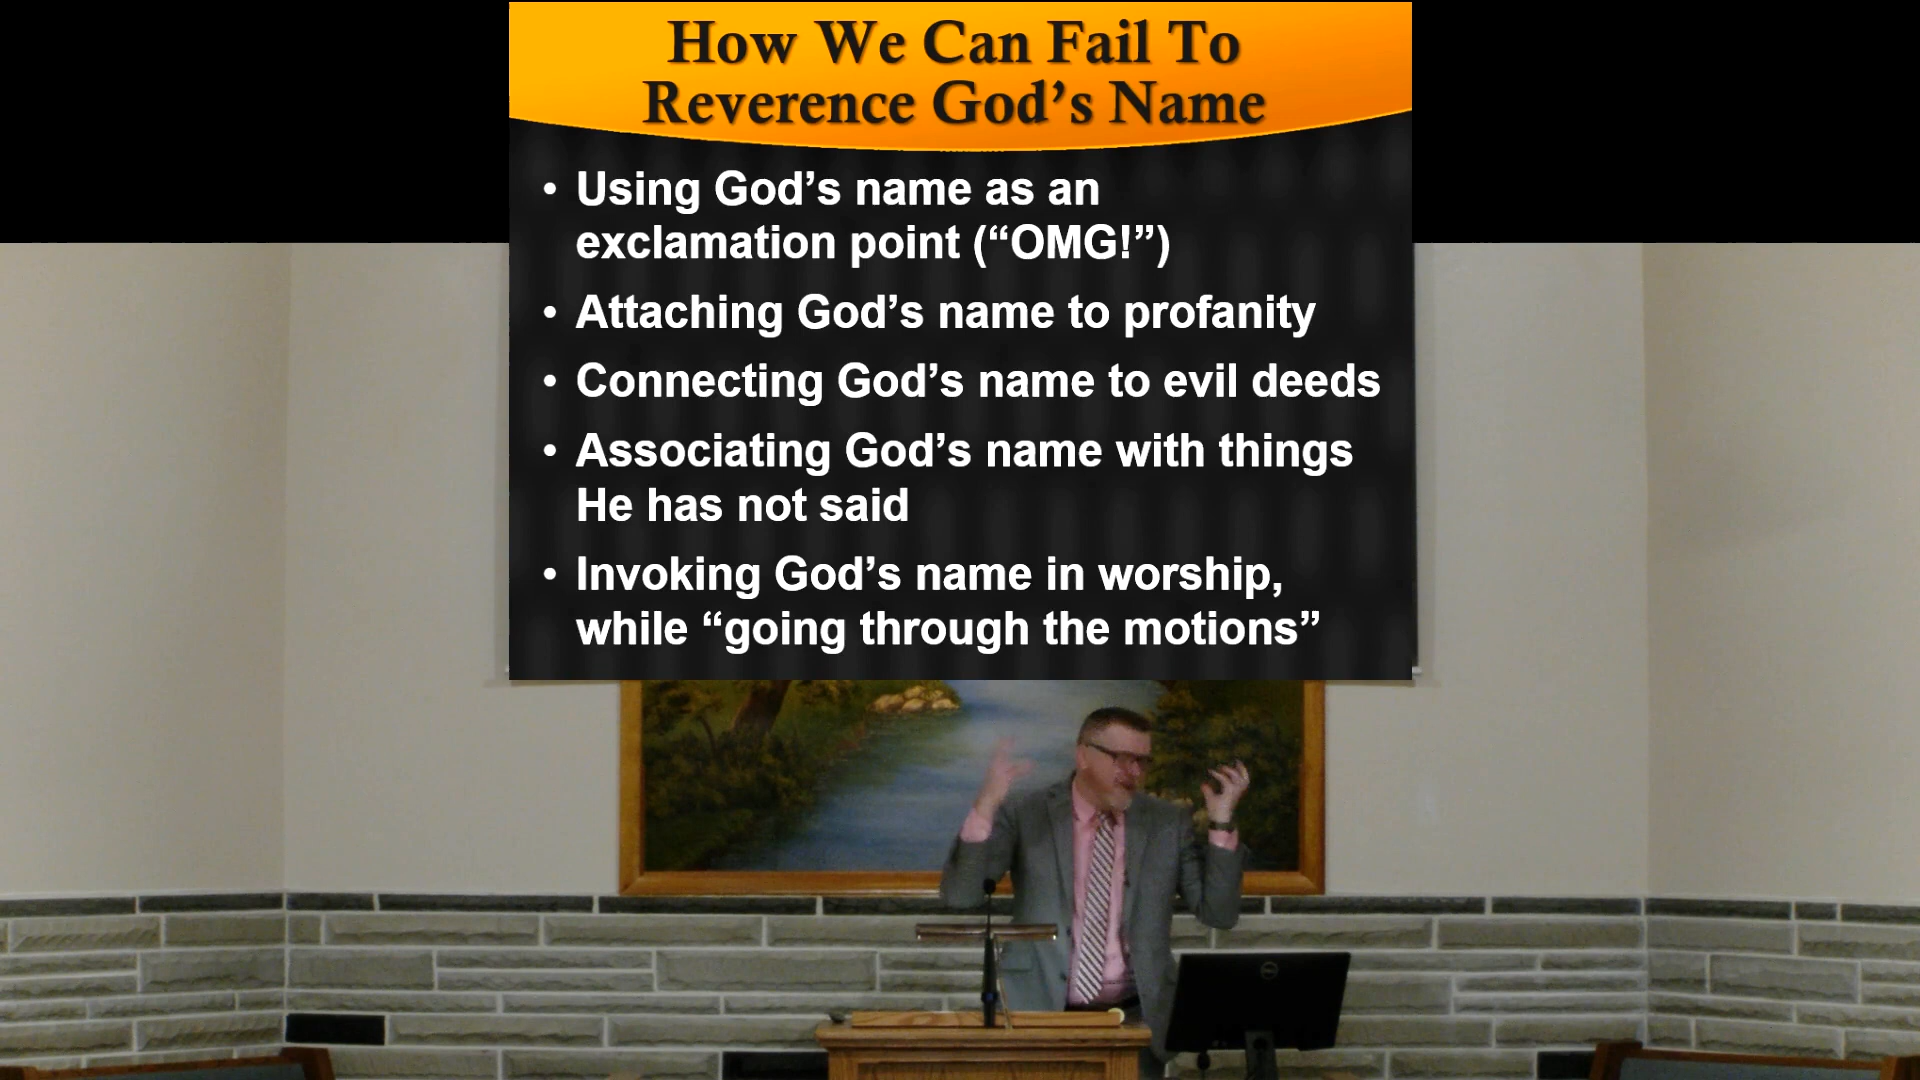 How We Can Fail To
Reverence God’s Name
• Using God’s name as an
exclamation point (“OMG!”)
• Attaching God’s name to profanity
• Connecting God’s name to evil deeds
• Associating God’s name with things
He has not said
• Invoking God’s name in worship,
while “going through the motions”
DELL